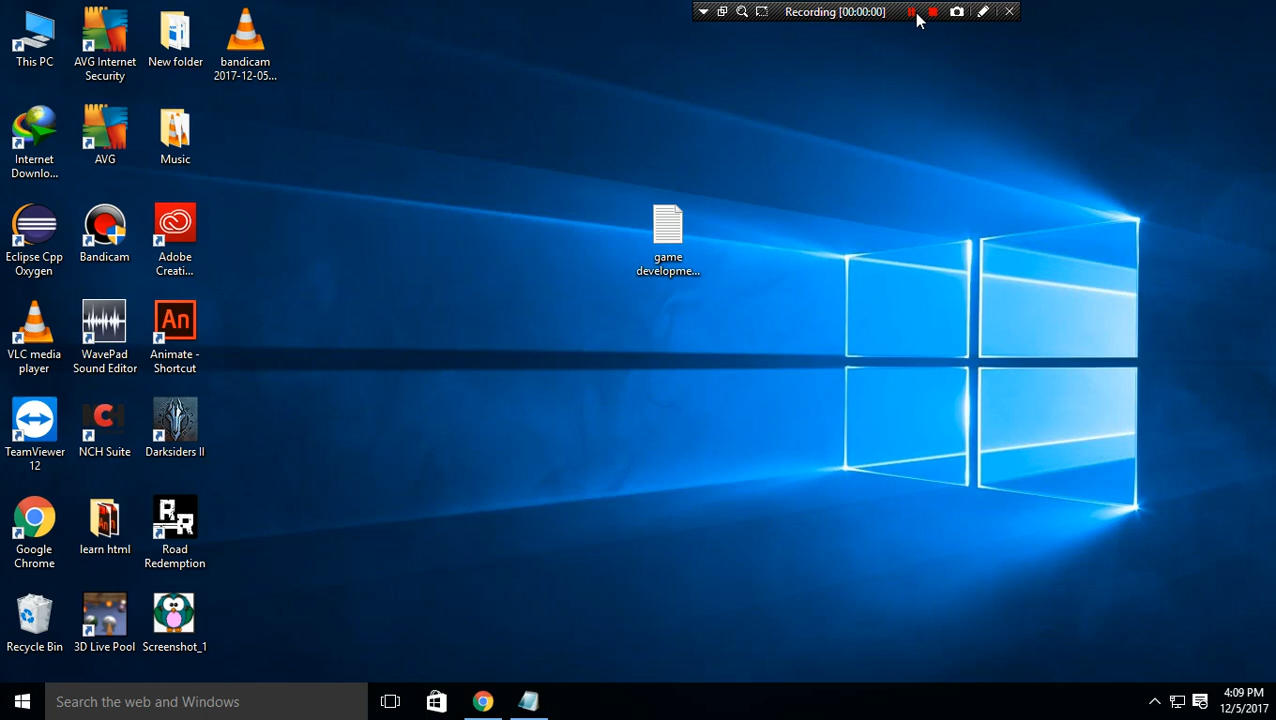 Recording [00:00:00]
This PC
AVG Internet
Security
New folder
bandicam
2017-12-05...
Internet
Downlo...
AVG
Music
Eclipse Cpp
Oxygen
Bandicam
Adobe
Creati...
game
developme...
VLC media
player
WavePad
Sound Editor
An
Animate -
Shortcut
TeamViewer
12
C
NCH Suite
Darksiders II
Google
Chrome
An
learn html
R
R
Road
Redemption
Recycle Bin
3D Live Pool
Screenshot_1
Search the web and Windows
4:09 PM
12/5/2017